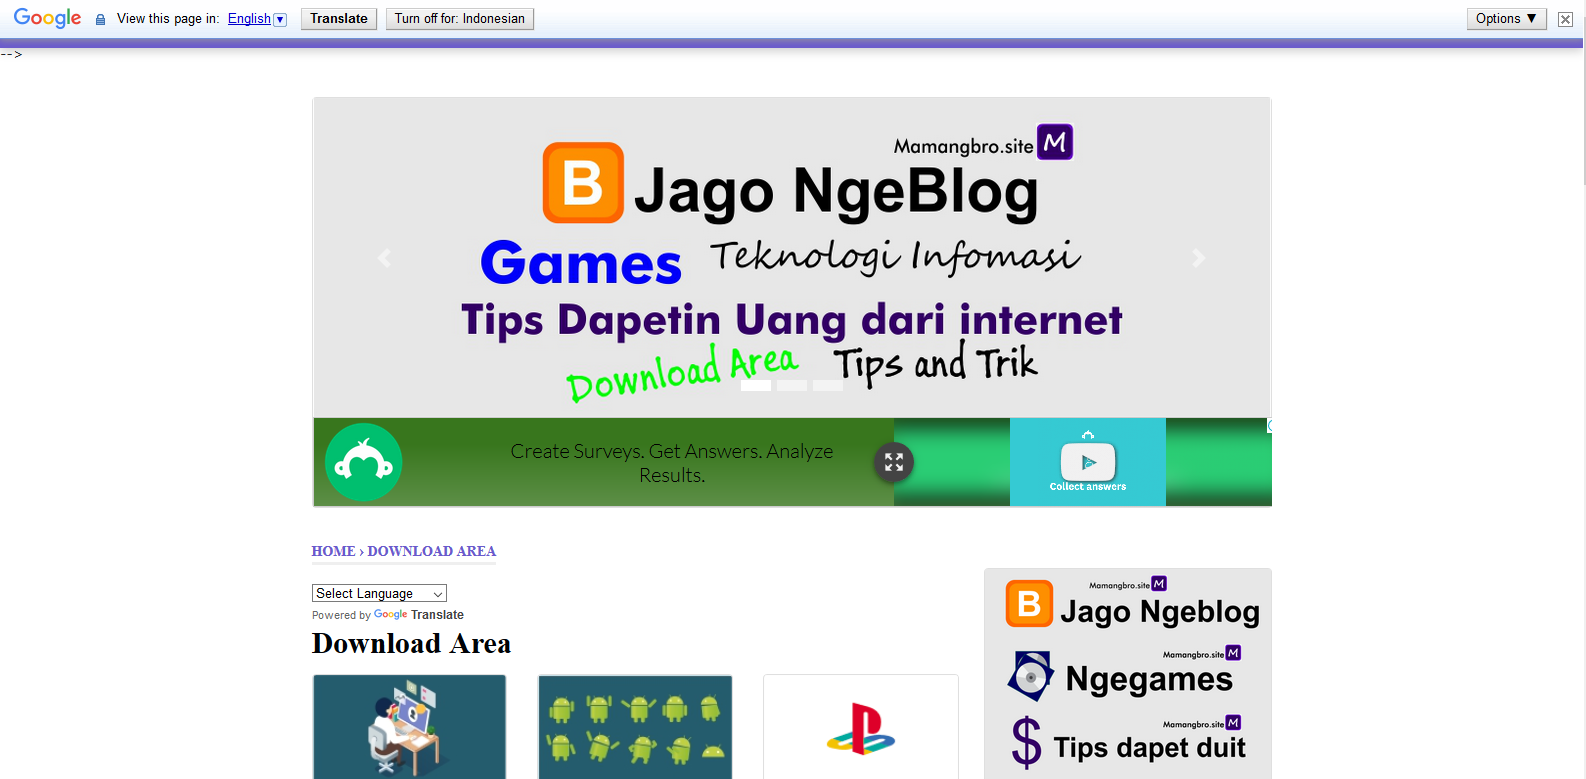 Google View this page in: English ▼ Translate Turn off for: Indonesian Options ▼
-->
Mamangbro.site M
B Jago NgeBlog
Games Teknologi Infomasi
Tips Dapetin Uang dari internet
Download Area Tips and Trik
Create Surveys. Get Answers. Analyze
Results.
Collect answers
HOME › DOWNLOAD AREA
Select Language
Powered by Google Translate
Download Area
Mamangbro.site M
B Jago Ngeblog
Mamangbro.site M
Ngegames
Mamangbro.site M
$ Tips dapet duit